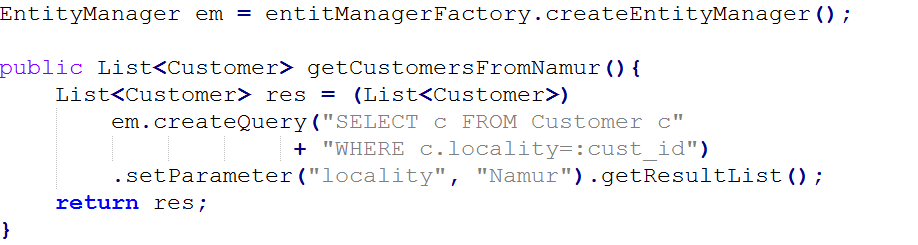 EntityManager em = entitManagerFactory.createEntityManager();
public List<Customer> getCustomersFromNamur(){
List<Customer> res = (List<Customer>)
em.createQuery("SELECT c FROM Customer c"
+ "WHERE c.locality=:cust_id")
.setParameter("locality", "Namur").getResultList();
return res;
}